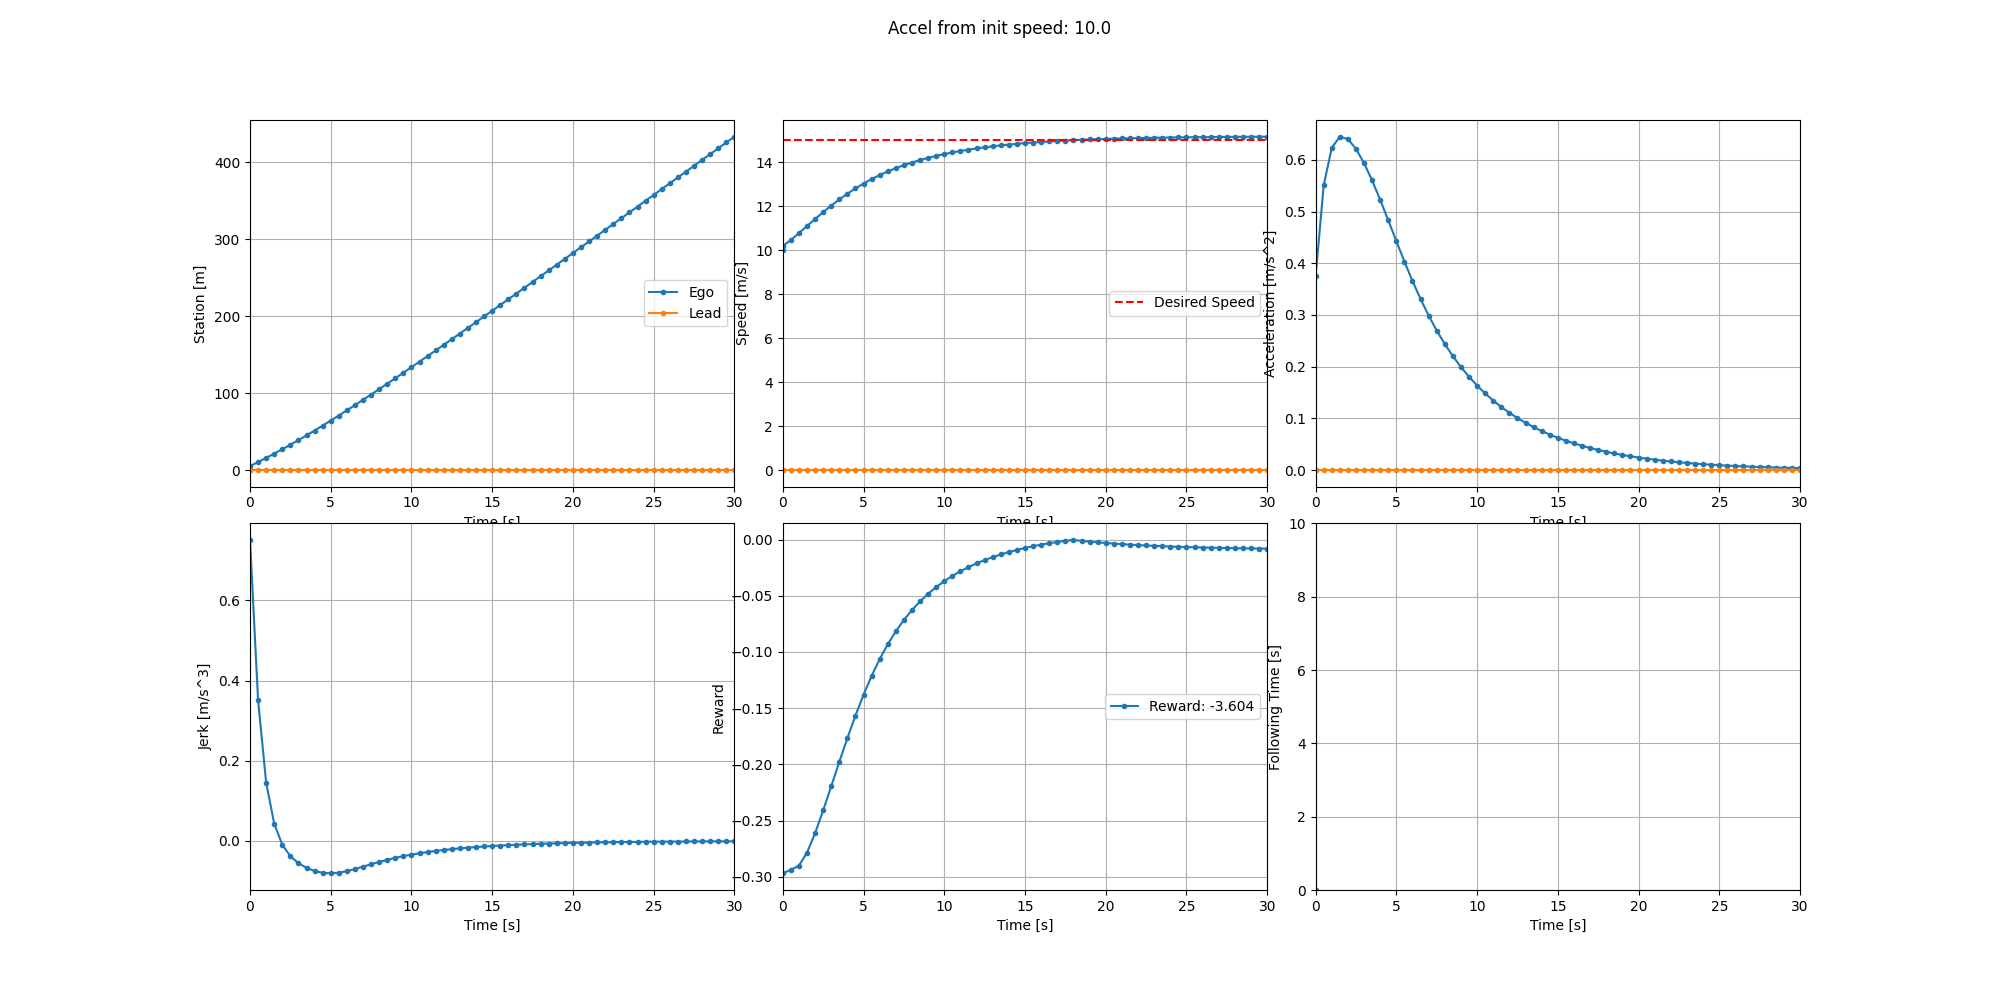 Accel from init speed: 10.0
Station [m]
400
300
200
100
0
0 5 10 15 20 25 30
Time [s]
Ego
Lead
Speed [m/s]
14
12
10
8
6
4
2
0
0 5 10 15 20 25 30
Time [s]
Desired Speed
Acceleration [m/s^2]
0.6
0.5
0.4
0.3
0.2
0.1
0.0
0 5 10 15 20 25 30
Time [s]
Jerk [m/s^3]
0.6
0.4
0.2
0.0
0 5 10 15 20 25 30
Time [s]
Reward
0.00
−0.05
−0.10
−0.15
−0.20
−0.25
−0.30
0 5 10 15 20 25 30
Time [s]
Reward: -3.604
Following Time [s]
10
8
6
4
2
0
0 5 10 15 20 25 30
Time [s]